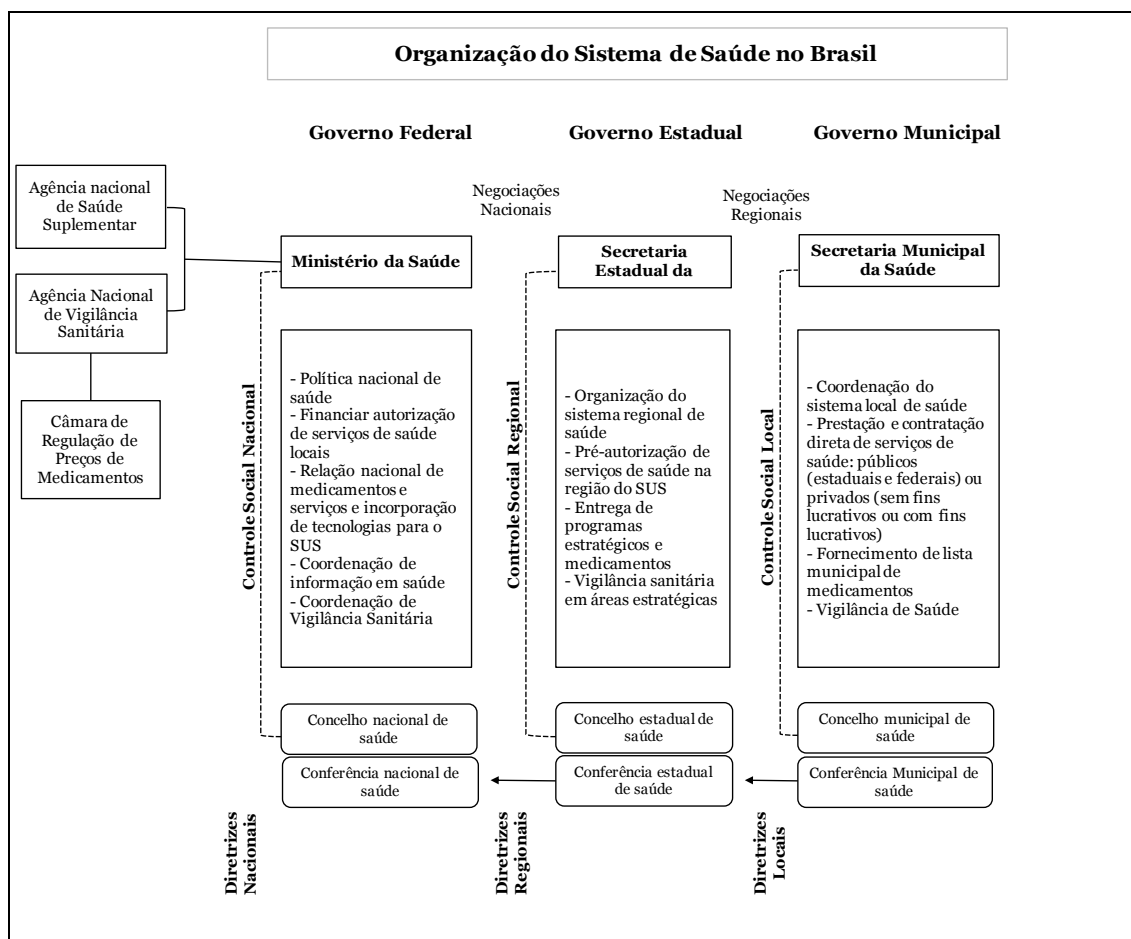 Organização do Sistema de Saúde no Brasil
Governo Federal
Governo Estadual
Governo Municipal
Agência nacional
de Saúde
Suplementar
Agência Nacional
de Vigilância
Sanitária
Câmara de
Regulação de
Preços de
Medicamentos
Negociações
Nacionais
Negociações
Regionais
Ministério da Saúde
Secretaria
Estadual da
Secretaria Municipal
da Saúde
Controle Social Nacional
- Política nacional de
saúde
- Financiar autorização
de serviços de saúde
locais
- Relação nacional de
medicamentos e
serviços e incorporação
de tecnologias para o
SUS
- Coordenação de
informação em saúde
- Coordenação de
Vigilância Sanitária
Controle Social Regional
- Organização do
sistema regional de
saúde
- Pré-autorização de
serviços de saúde na
região do SUS
- Entrega de
programas
estratégicos e
medicamentos
- Vigilância sanitária
em áreas estratégicas
Controle Social Local
- Coordenação do
sistema local de saúde
- Prestação e contratação
direta de serviços de
saúde: públicos
(estaduais e federais) ou
privados (sem fins
lucrativos ou com fins
lucrativos)
- Fornecimento de lista
municipal de
medicamentos
- Vigilância de Saúde
Concelho nacional de
saúde
Concelho estadual de
saúde
Concelho municipal de
saúde
Conferência nacional de
saúde
Conferência estadual
de saúde
Conferência Municipal de
saúde
Diretrizes
Nacionais
Diretrizes
Regionais
Diretrizes
Locais